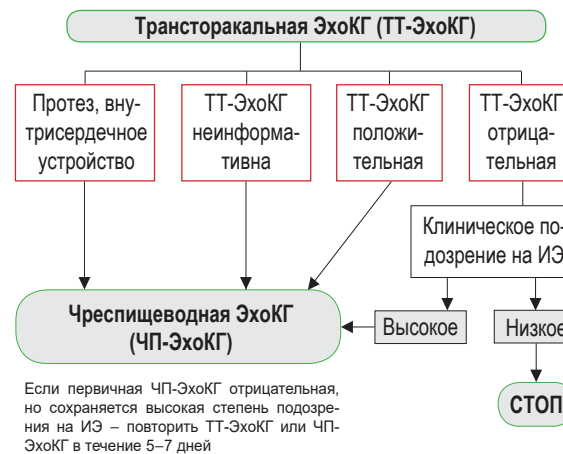 Трансторакальная ЭхоКГ (ТТ-ЭхоКГ)
Протез, вну-
трисердечное
устройство
ТТ-ЭхоКГ
неинформа-
тивна
ТТ-ЭхоКГ
положи-
тельная
ТТ-ЭхоКГ
отрица-
тельная
Клиническое по-
дозрение на ИЭ
Чреспищеводная ЭхоКГ
(ЧП-ЭхоКГ)
Высокое
Низкое
СТОП
Если первичная ЧП-ЭхоКГ отрицательная,
но сохраняется высокая степень подозре-
ния на ИЭ – повторить ТТ-ЭхоКГ или ЧП-
ЭхоКГ в течение 5–7 дней